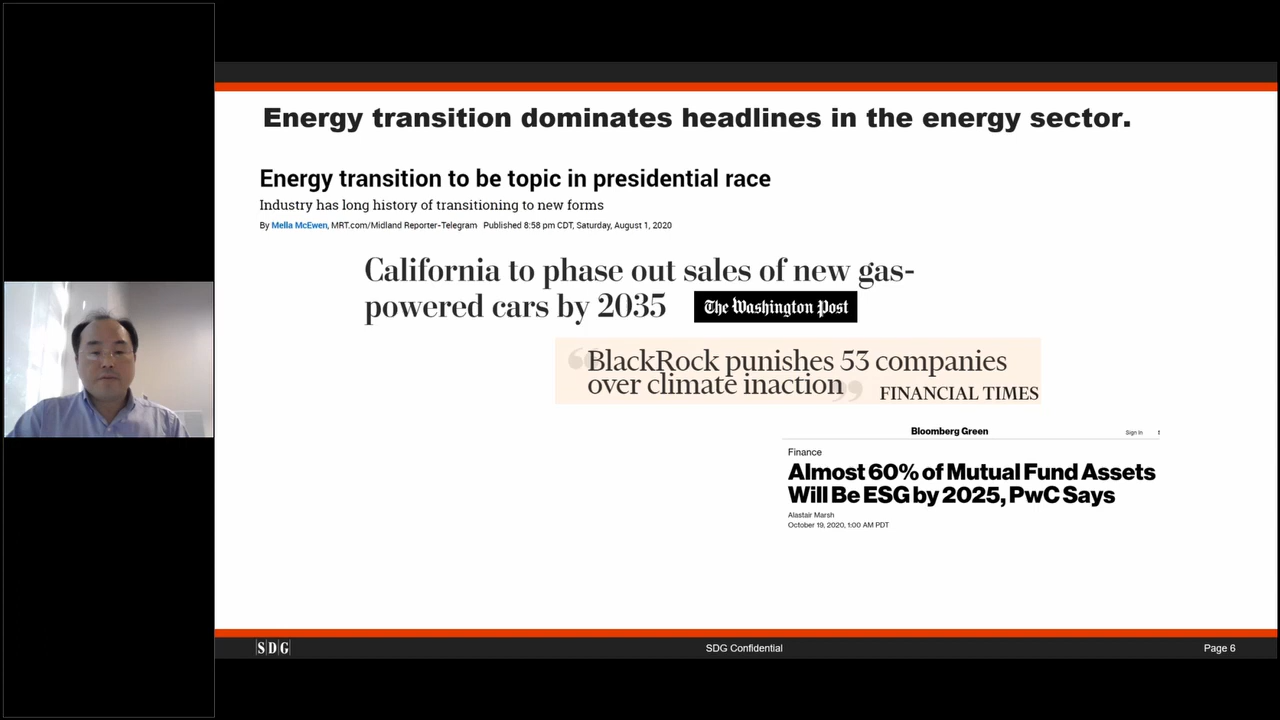 Energy transition dominates headlines in the energy sector.
Energy transition to be topic in presidential race
Industry has long history of transitioning to new forms
By Mella McEwen, MRT.com/Midland Reporter-Telegram Published 8:58 pm CDT, Saturday, August 1, 2020
California to phase out sales of new gas-
powered cars by 2035
The Washington Post
“BlackRock punishes 53 companies
over climate inaction” FINANCIAL TIMES
Bloomberg Green
Sign In
Finance
Almost 60% of Mutual Fund Assets
Will Be ESG by 2025, PwC Says
Alastair Marsh
October 19, 2020, 1:00 AM PDT
SDG
SDG Confidential
Page 6